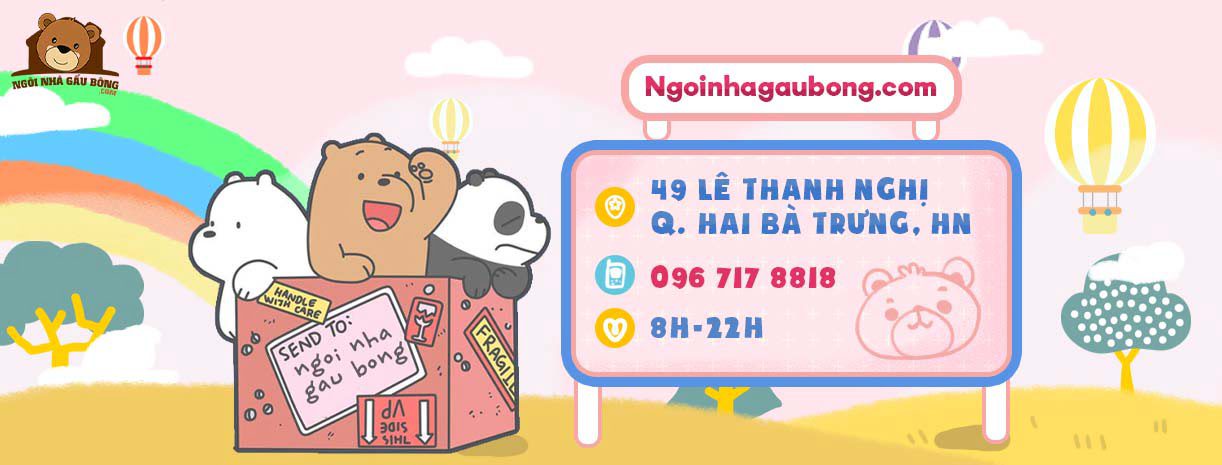 NGÔI NHÀ GẤU BÔNG
.COM
Ngoinhagaubong.com
49 LÊ THANH NGHỊ
Q. HAI BÀ TRƯNG, HN
096 717 8818
8H-22H
HANDLE
WITH CARE
SEND TO:
ngoi nha
gau bong
FRAGILE
THIS
SIDE
UP